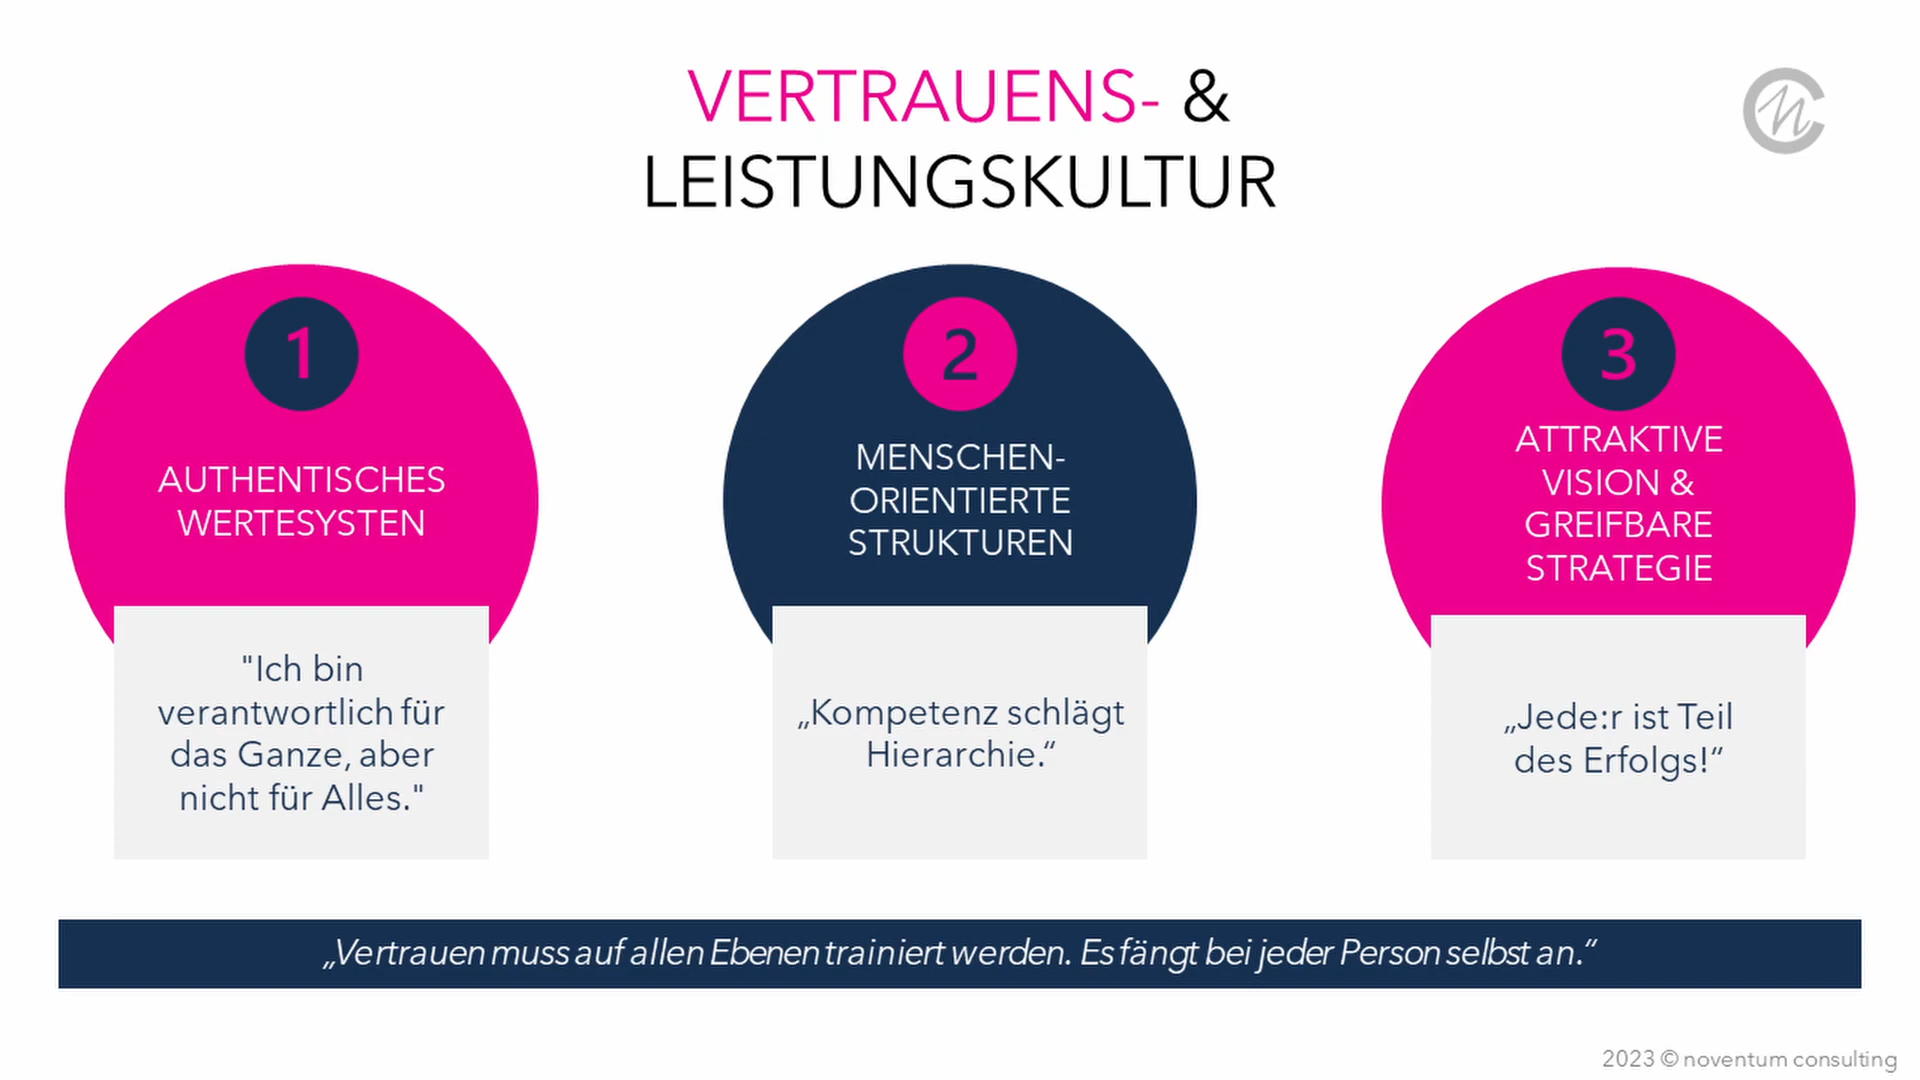 VERTRAUENS- &
LEISTUNGSKULTUR
1
AUTHENTISCHES
WERTESYSTEN
"Ich bin
verantwortlich für
das Ganze, aber
nicht für Alles."
2
MENSCHEN-
ORIENTIERTE
STRUKTUREN
„Kompetenz schlägt
Hierarchie.“
3
ATTRAKTIVE
VISION &
GREIFBARE
STRATEGIE
„Jede:r ist Teil
des Erfolgs!“
„Vertrauen muss auf allen Ebenen trainiert werden. Es fängt bei jeder Person selbst an.“
2023 © noventum consulting